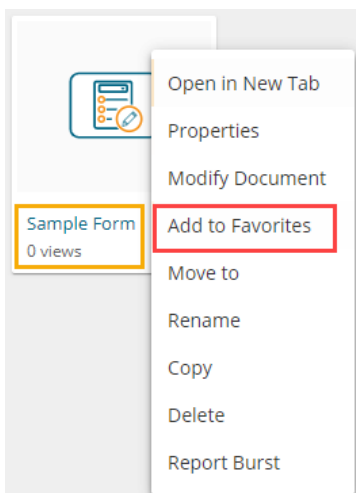 Sample Form
0 views
Open in New Tab
Properties
Modify Document
Add to Favorites
Move to
Rename
Copy
Delete
Report Burst